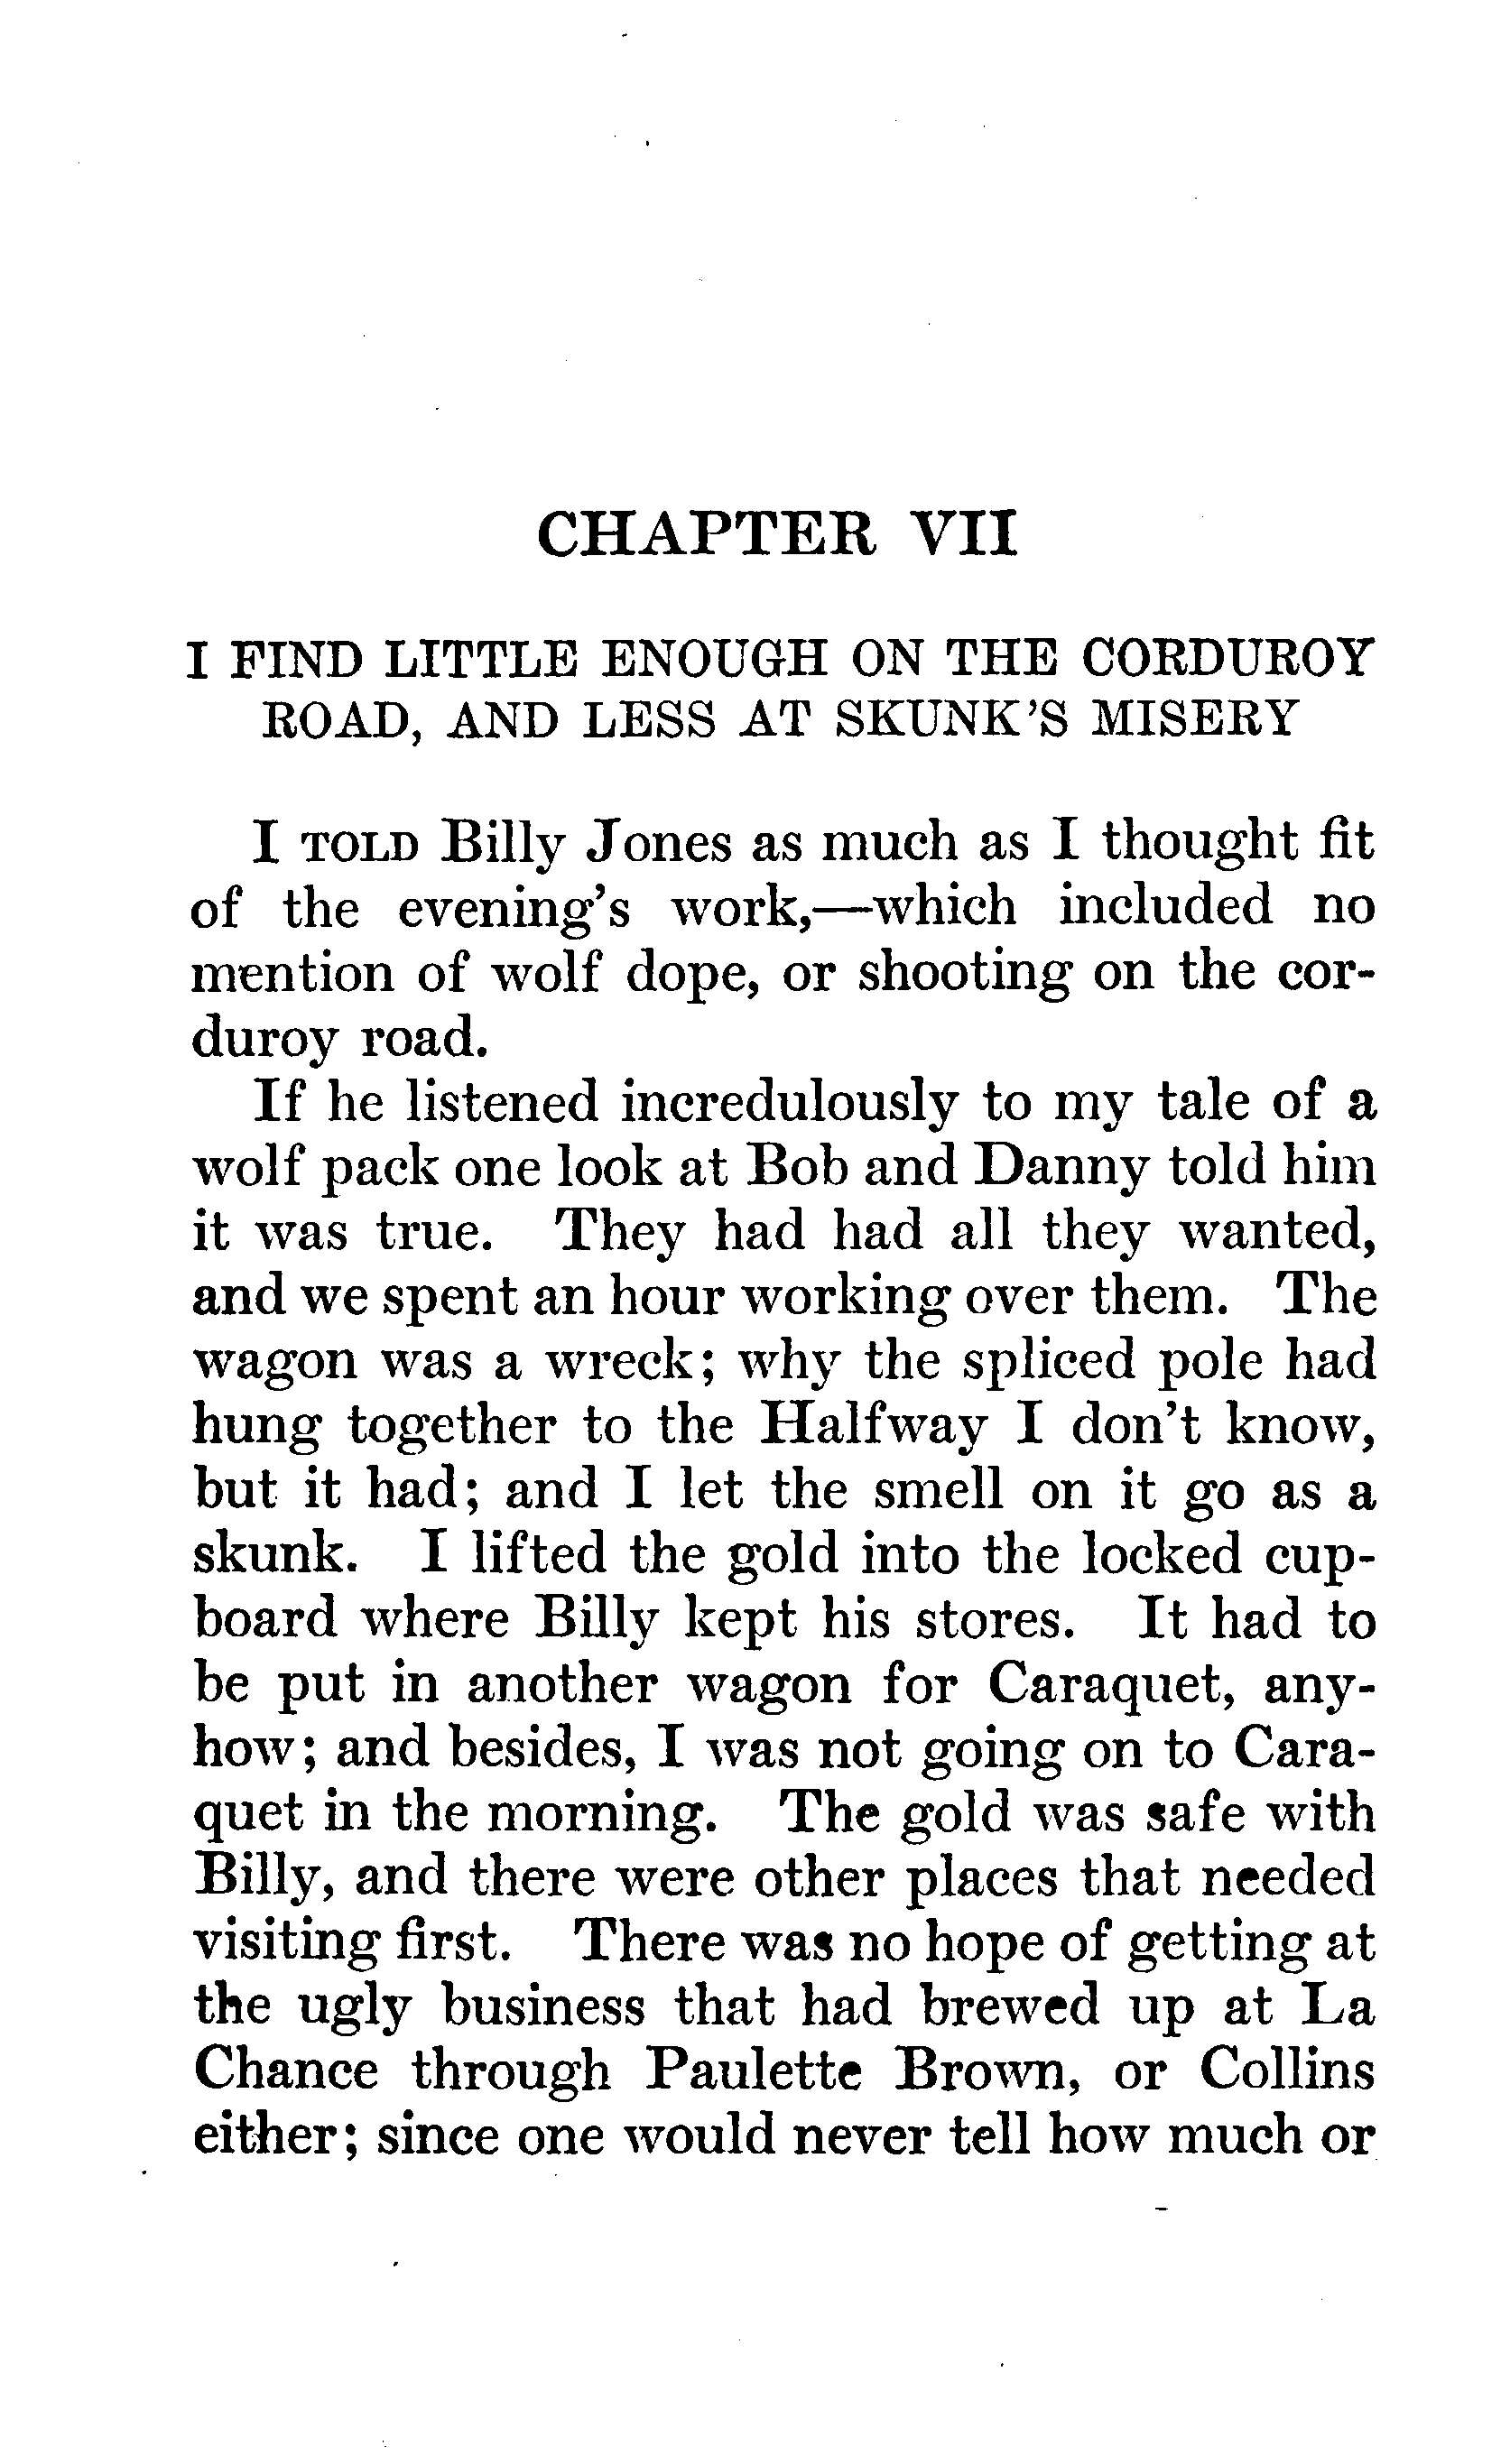 CHAPTER VII
I FIND LITTLE ENOUGH ON THE CORDUROY
ROAD, AND LESS AT SKUNK'S MISERY
I TOLD Billy Jones as much as I thought fit
of the evening's work,—which included no
mention of wolf dope, or shooting on the cor-
duroy road.
If he listened incredulously to my tale of a
wolf pack one look at Bob and Danny told him
it was true. They had had all they wanted,
and we spent an hour working over them. The
wagon was a wreck; why the spliced pole had
hung together to the Halfway I don't know,
but it had; and I let the smell on it go as a
skunk. I lifted the gold into the locked cup-
board where Billy kept his stores. It had to
be put in another wagon for Caraquet, any-
how; and besides, I was not going on to Cara-
quet in the morning. The gold was safe with
Billy, and there were other places that needed
visiting first. There was no hope of getting at
the ugly business that had brewed up at La
Chance through Paulette Brown, or Collins
either; since one would never tell how much or